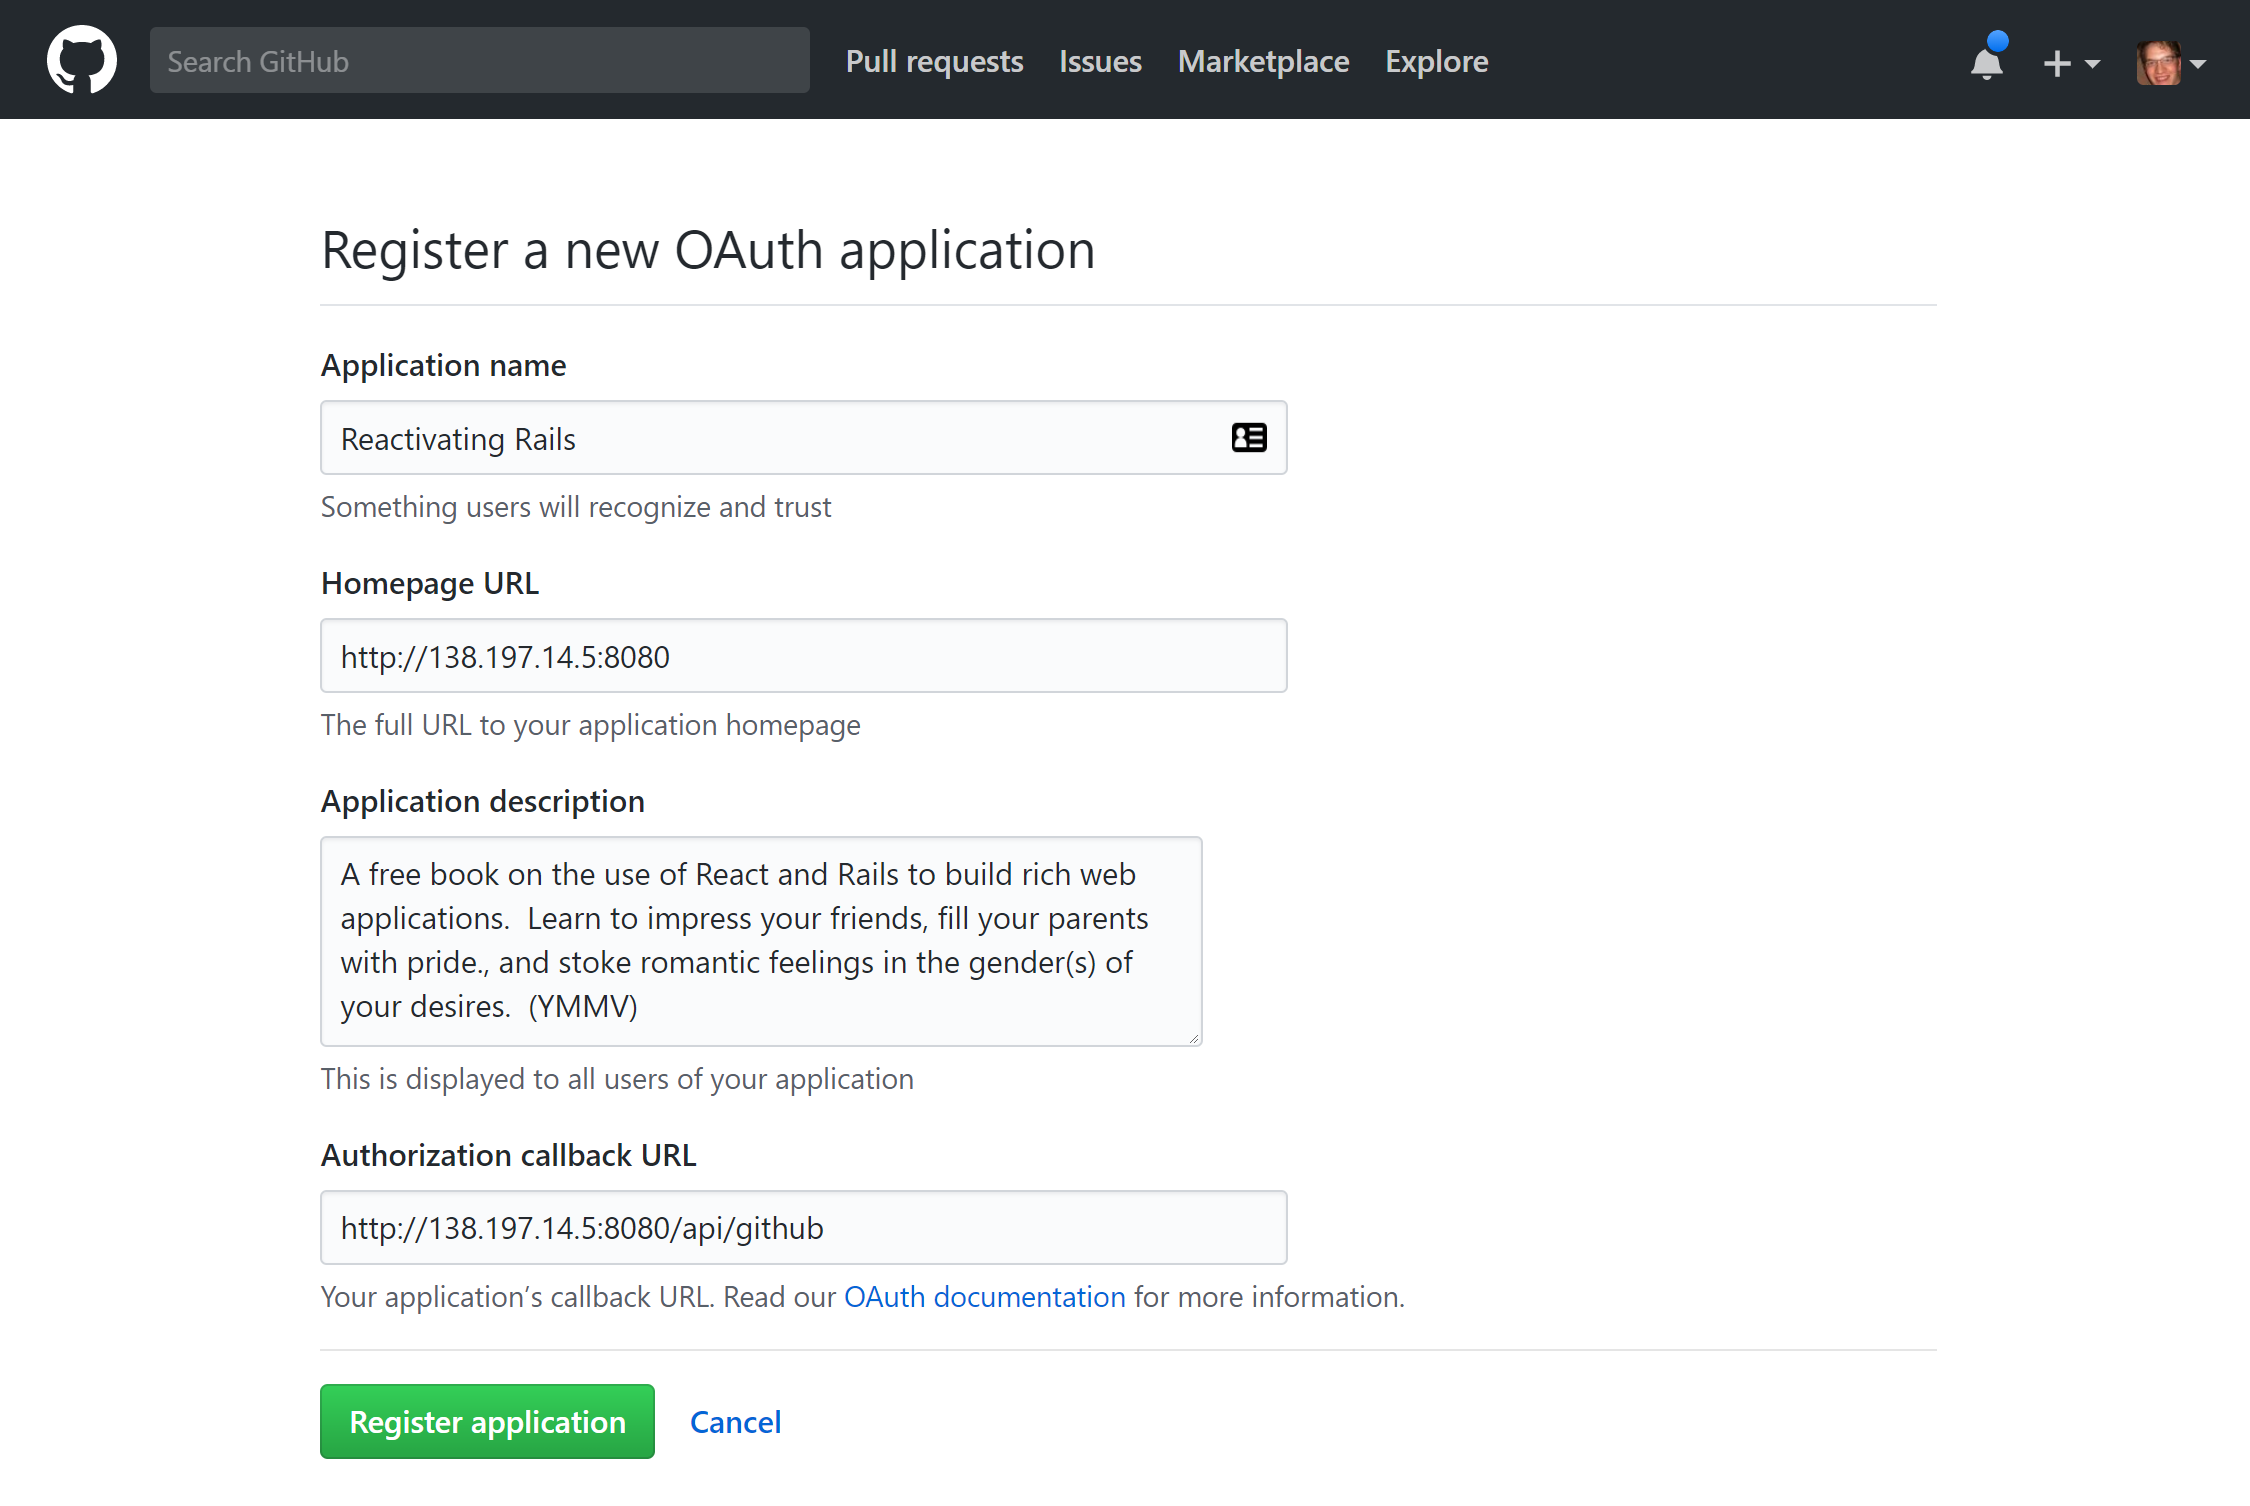 Search GitHub
Pull requests
Issues
Marketplace
Explore
Register a new OAuth application
Application name
Reactivating Rails
Something users will recognize and trust
Homepage URL
http://138.197.14.5:8080
The full URL to your application homepage
Application description
A free book on the use of React and Rails to build rich web
applications.  Learn to impress your friends, fill your parents
with pride., and stoke romantic feelings in the gender(s) of
your desires.  (YMMV)
This is displayed to all users of your application
Authorization callback URL
http://138.197.14.5:8080/api/github
Your application’s callback URL. Read our OAuth documentation for more information.
Register application
Cancel